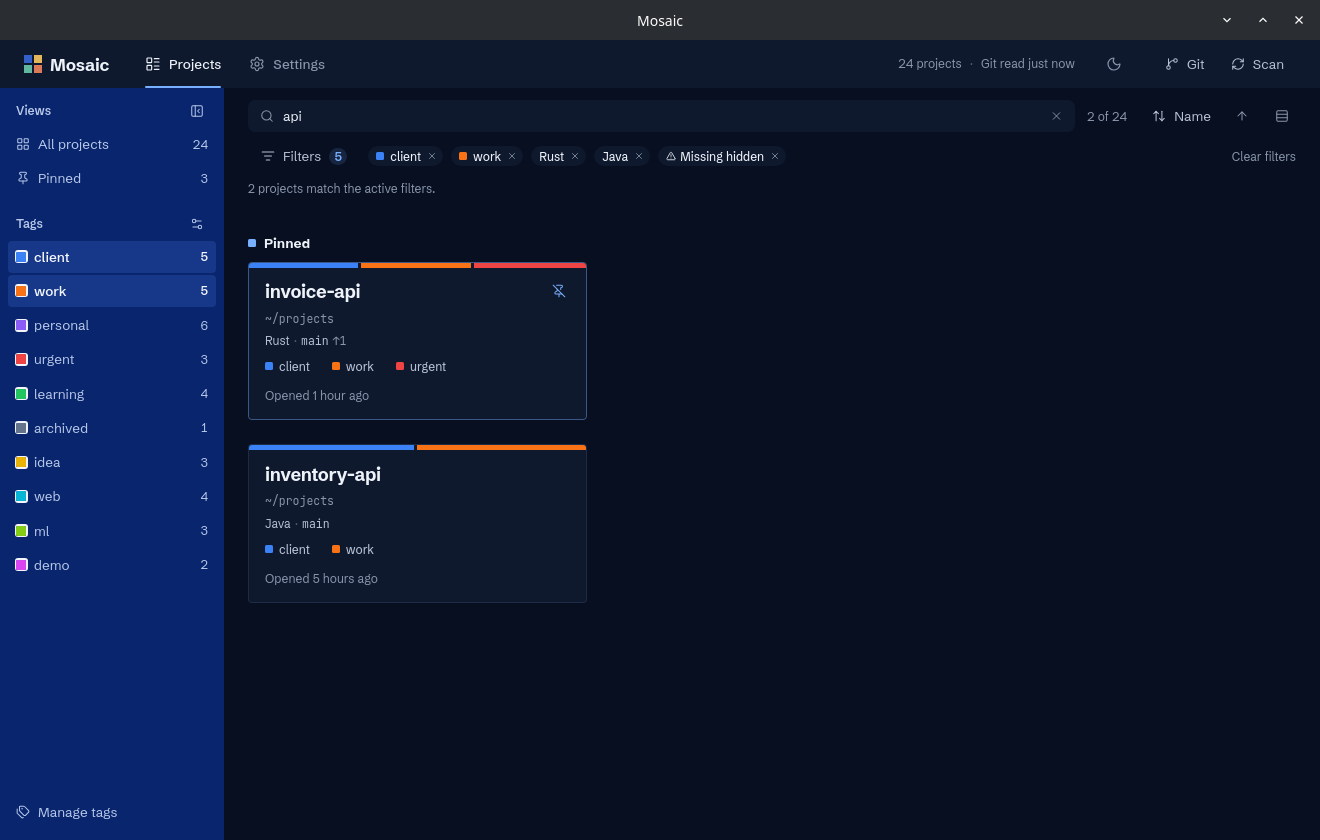 Mosaic
Mosaic
Projects
Settings
24 projects · Git read just now
Git
Scan
Views
All projects 24
Pinned 3
Tags
client 5
work 5
personal 6
urgent 3
learning 4
archived 1
idea 3
web 4
ml 3
demo 2
Manage tags
api
2 of 24
Name
Filters 5
client
work
Rust
Java
Missing hidden
Clear filters
2 projects match the active filters.
Pinned
invoice-api
~/projects
Rust · main ↑1
client work urgent
Opened 1 hour ago
inventory-api
~/projects
Java · main
client work
Opened 5 hours ago